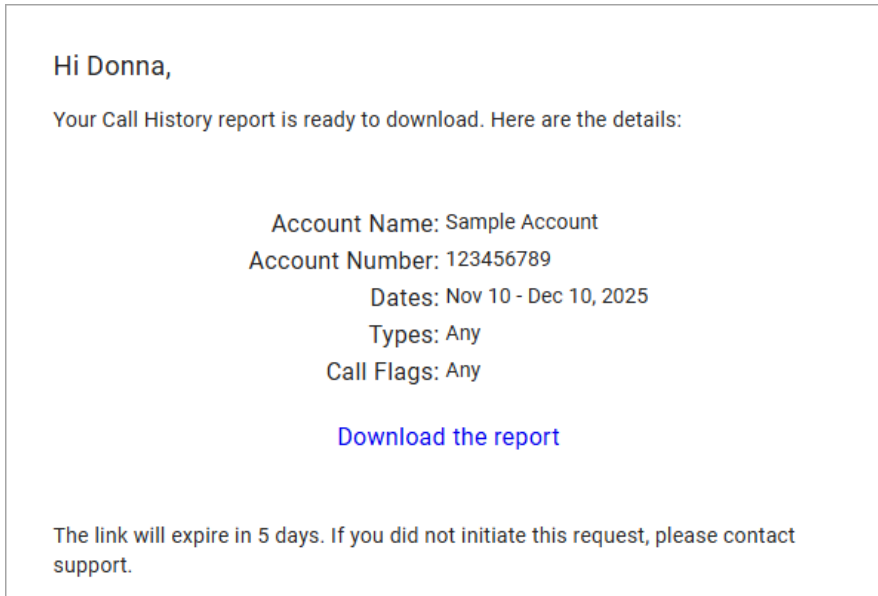 Hi Donna,
Your Call History report is ready to download. Here are the details:
Account Name: Sample Account
Account Number: 123456789
Dates: Nov 10 - Dec 10, 2025
Types: Any
Call Flags: Any
Download the report
The link will expire in 5 days. If you did not initiate this request, please contact
support.